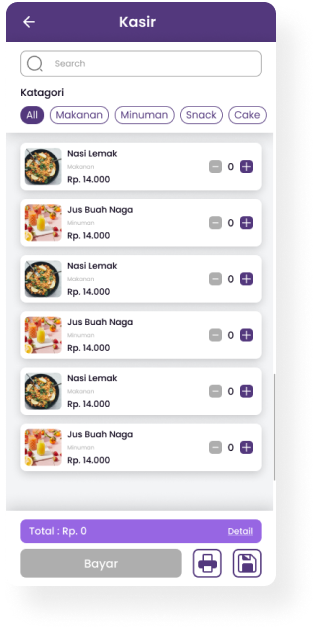 Kasir
Search
Katagori
All Makanan Minuman Snack Cake
Nasi Lemak
Makanan
Rp. 14.000
0
Jus Buah Naga
Minuman
Rp. 14.000
0
Nasi Lemak
Makanan
Rp. 14.000
0
Jus Buah Naga
Minuman
Rp. 14.000
0
Nasi Lemak
Makanan
Rp. 14.000
0
Jus Buah Naga
Minuman
Rp. 14.000
0
Total : Rp. 0 Detail
Bayar